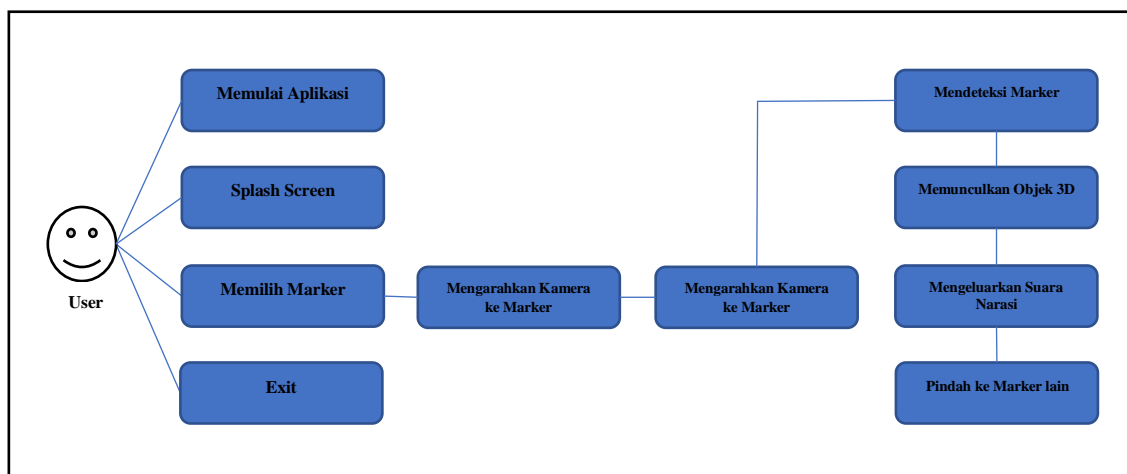 User
Memulai Aplikasi
Splash Screen
Memilih Marker
Exit
Mengarahkan Kamera
ke Marker
Mengarahkan Kamera
ke Marker
Mendeteksi Marker
Memunculkan Objek 3D
Mengeluarkan Suara
Narasi
Pindah ke Marker lain